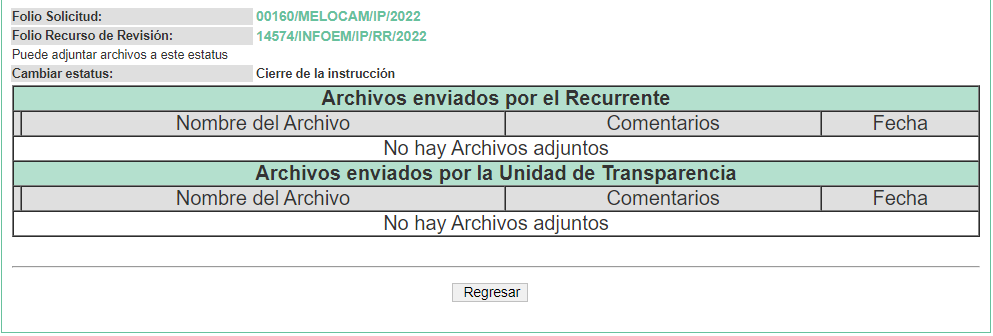 Folio Solicitud: 00160/MELOCAM/IP/2022
Folio Recurso de Revisión: 14574/INFOEM/IP/RR/2022
Puede adjuntar archivos a este estatus
Cambiar estatus: Cierre de la instrucción
Archivos enviados por el Recurrente
Nombre del Archivo Comentarios Fecha
No hay Archivos adjuntos
Archivos enviados por la Unidad de Transparencia
Nombre del Archivo Comentarios Fecha
No hay Archivos adjuntos
Regresar